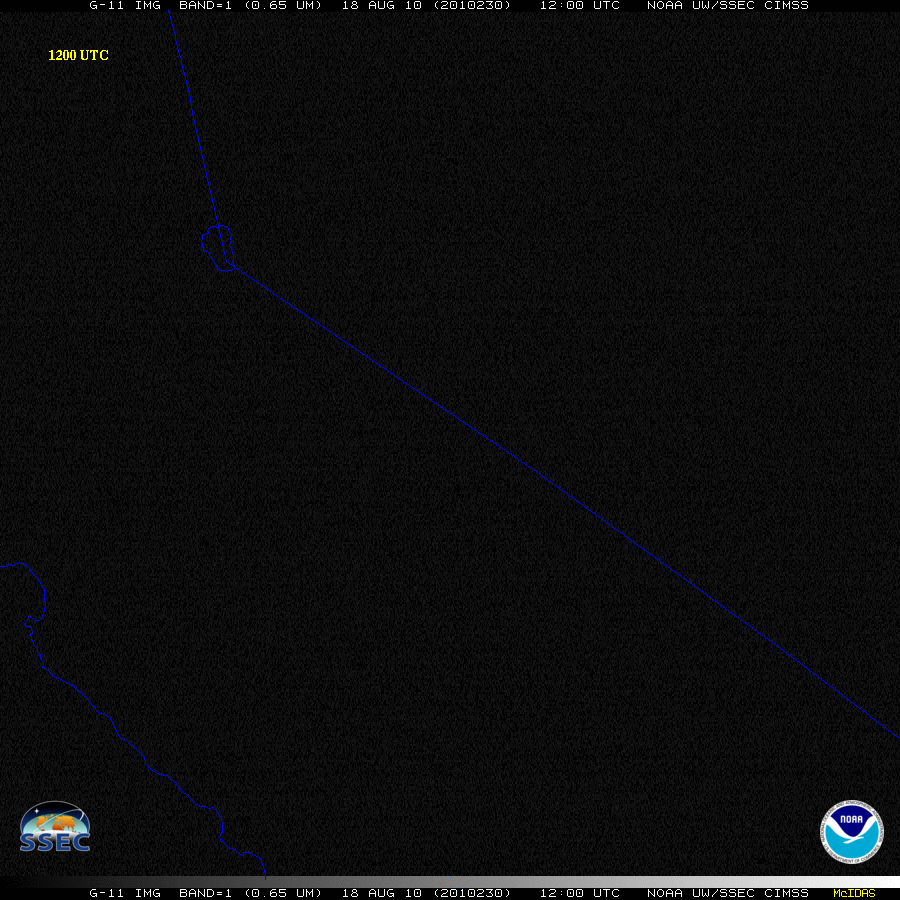 G-11 IMG BAND=1 (0.65 UM) 18 AUG 10 (2010230) 12:00 UTC NOAA UW/SSEC CIMSS
1200 UTC
SSEC
NOAA
G-11 IMG BAND=1 (0.65 UM) 18 AUG 10 (2010230) 12:00 UTC NOAA UW/SSEC CIMSS McIDAS